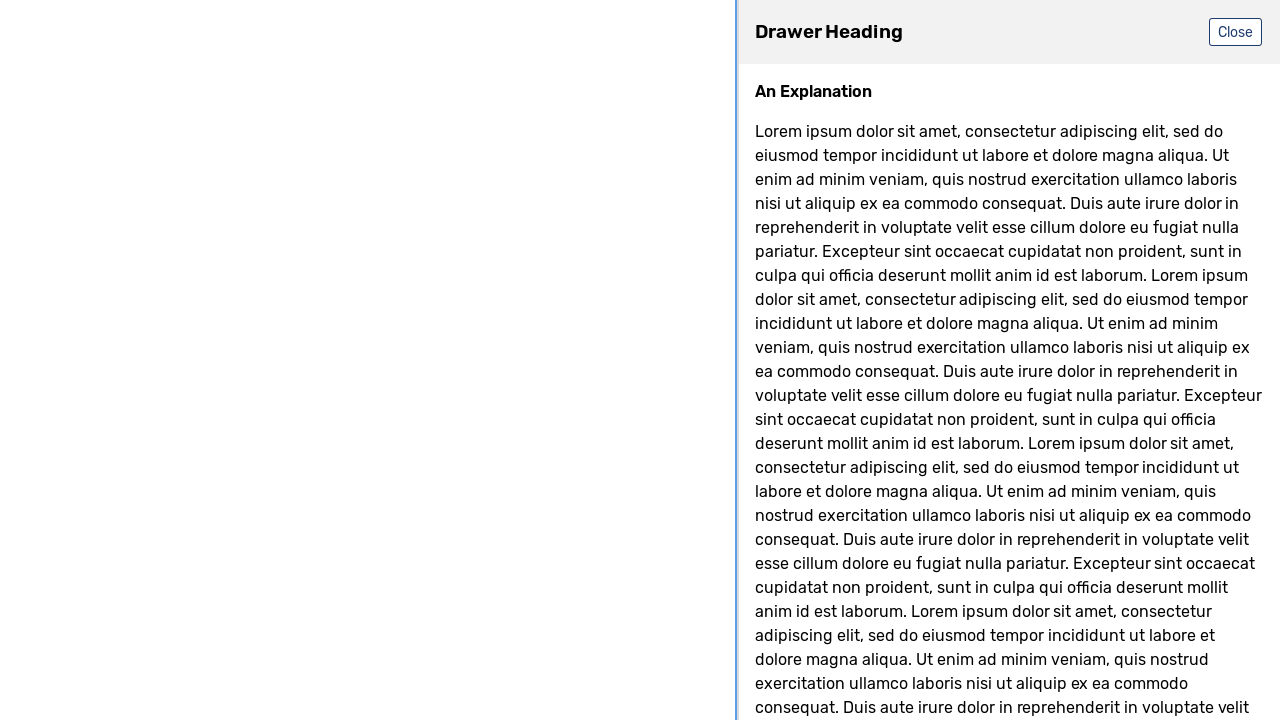 Drawer Heading
Close
An Explanation
Lorem ipsum dolor sit amet, consectetur adipiscing elit, sed do
eiusmod tempor incididunt ut labore et dolore magna aliqua. Ut
enim ad minim veniam, quis nostrud exercitation ullamco laboris
nisi ut aliquip ex ea commodo consequat. Duis aute irure dolor in
reprehenderit in voluptate velit esse cillum dolore eu fugiat nulla
pariatur. Excepteur sint occaecat cupidatat non proident, sunt in
culpa qui officia deserunt mollit anim id est laborum. Lorem ipsum
dolor sit amet, consectetur adipiscing elit, sed do eiusmod tempor
incididunt ut labore et dolore magna aliqua. Ut enim ad minim
veniam, quis nostrud exercitation ullamco laboris nisi ut aliquip ex
ea commodo consequat. Duis aute irure dolor in reprehenderit in
voluptate velit esse cillum dolore eu fugiat nulla pariatur. Excepteur
sint occaecat cupidatat non proident, sunt in culpa qui officia
deserunt mollit anim id est laborum. Lorem ipsum dolor sit amet,
consectetur adipiscing elit, sed do eiusmod tempor incididunt ut
labore et dolore magna aliqua. Ut enim ad minim veniam, quis
nostrud exercitation ullamco laboris nisi ut aliquip ex ea commodo
consequat. Duis aute irure dolor in reprehenderit in voluptate velit
esse cillum dolore eu fugiat nulla pariatur. Excepteur sint occaecat
cupidatat non proident, sunt in culpa qui officia deserunt mollit
anim id est laborum. Lorem ipsum dolor sit amet, consectetur
adipiscing elit, sed do eiusmod tempor incididunt ut labore et
dolore magna aliqua. Ut enim ad minim veniam, quis nostrud
exercitation ullamco laboris nisi ut aliquip ex ea commodo
consequat. Duis aute irure dolor in reprehenderit in voluptate velit